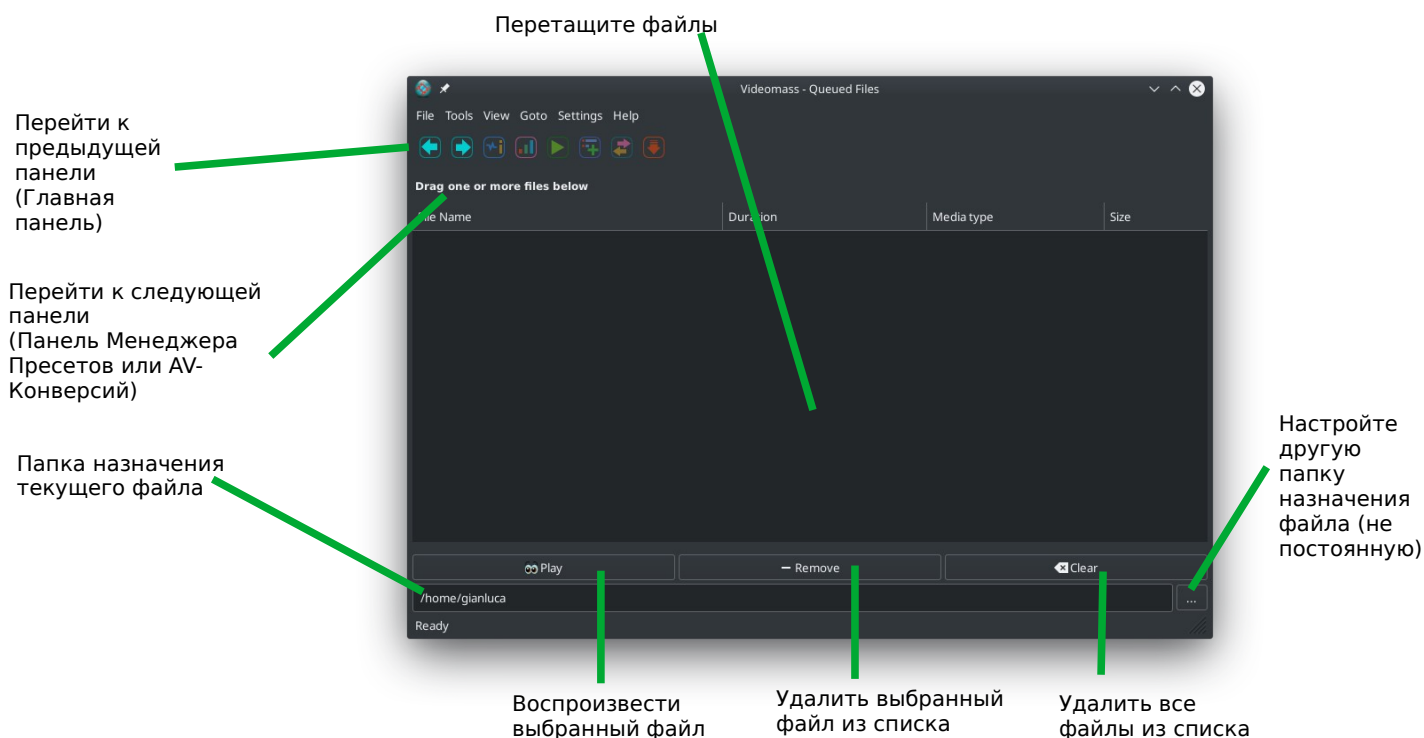 Перетащите файлы
Videomass - Queued Files
File Tools View Goto Settings Help
Drag one or more files below
File Name Duration Media type Size
Перейти к
предыдущей
панели
(Главная
панель)
Перейти к следующей
панели
(Панель Менеджера
Пресетов или AV-
Конверсий)
Папка назначения
текущего файла
Настройте
другую
папку
назначения
файла (не
постоянную)
Play
Remove
Clear
/home/gianluca
...
Ready
Воспроизвести
выбранный файл
Удалить выбранный
файл из списка
Удалить все
файлы из списка